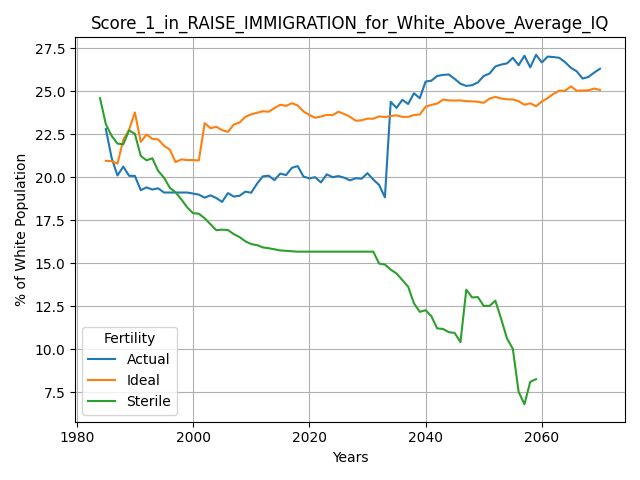 Score_1_in_RAISE_IMMIGRATION_for_White_Above_Average_IQ
27.5
25.0
22.5
20.0
17.5
15.0
12.5
10.0
7.5
% of White Population
Fertility
Actual
Ideal
Sterile
1980 2000 2020 2040 2060
Years